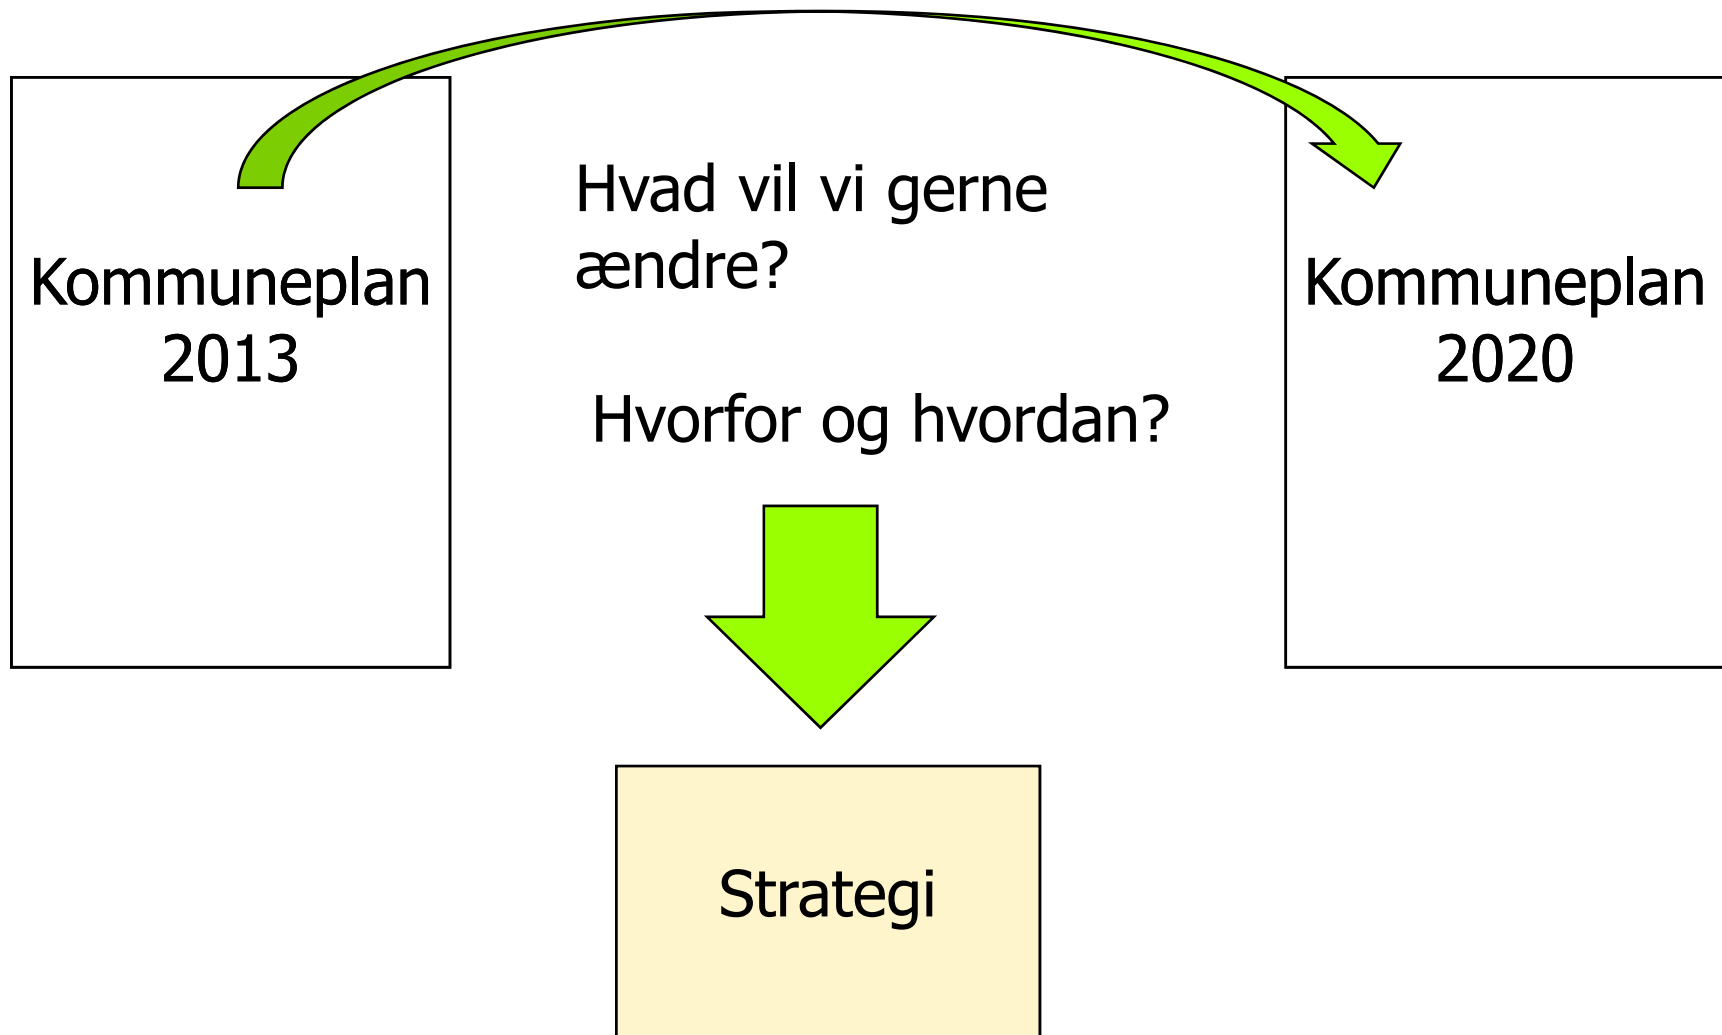 Kommuneplan
2013
Hvad vil vi gerne
ændre?
Hvorfor og hvordan?
Kommuneplan
2020
Strategi